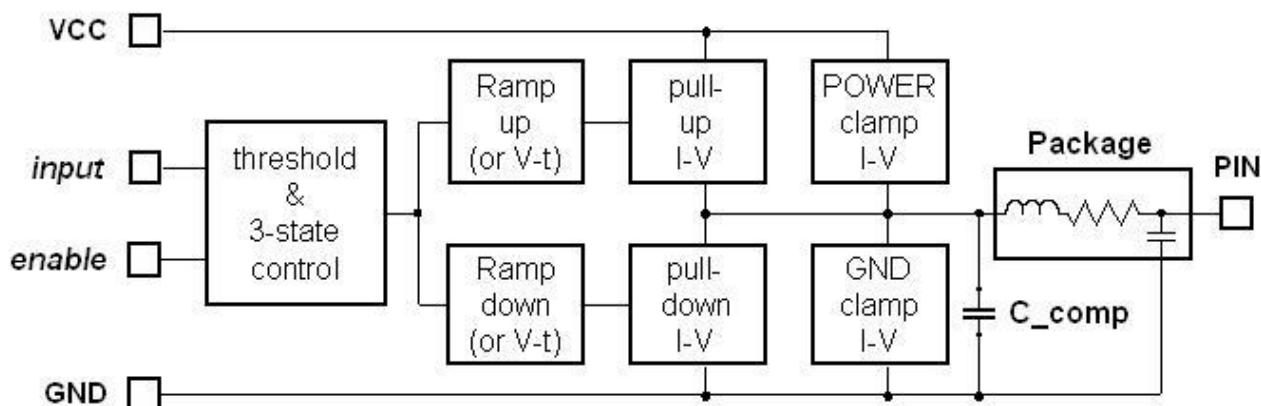 VCC
Ramp
up
(or V-t)
pull-
up
I-V
POWER
clamp
I-V
Package
PIN
input
enable
threshold
&
3-state
control
Ramp
down
(or V-t)
pull-
down
I-V
GND
clamp
I-V
C_comp
GND